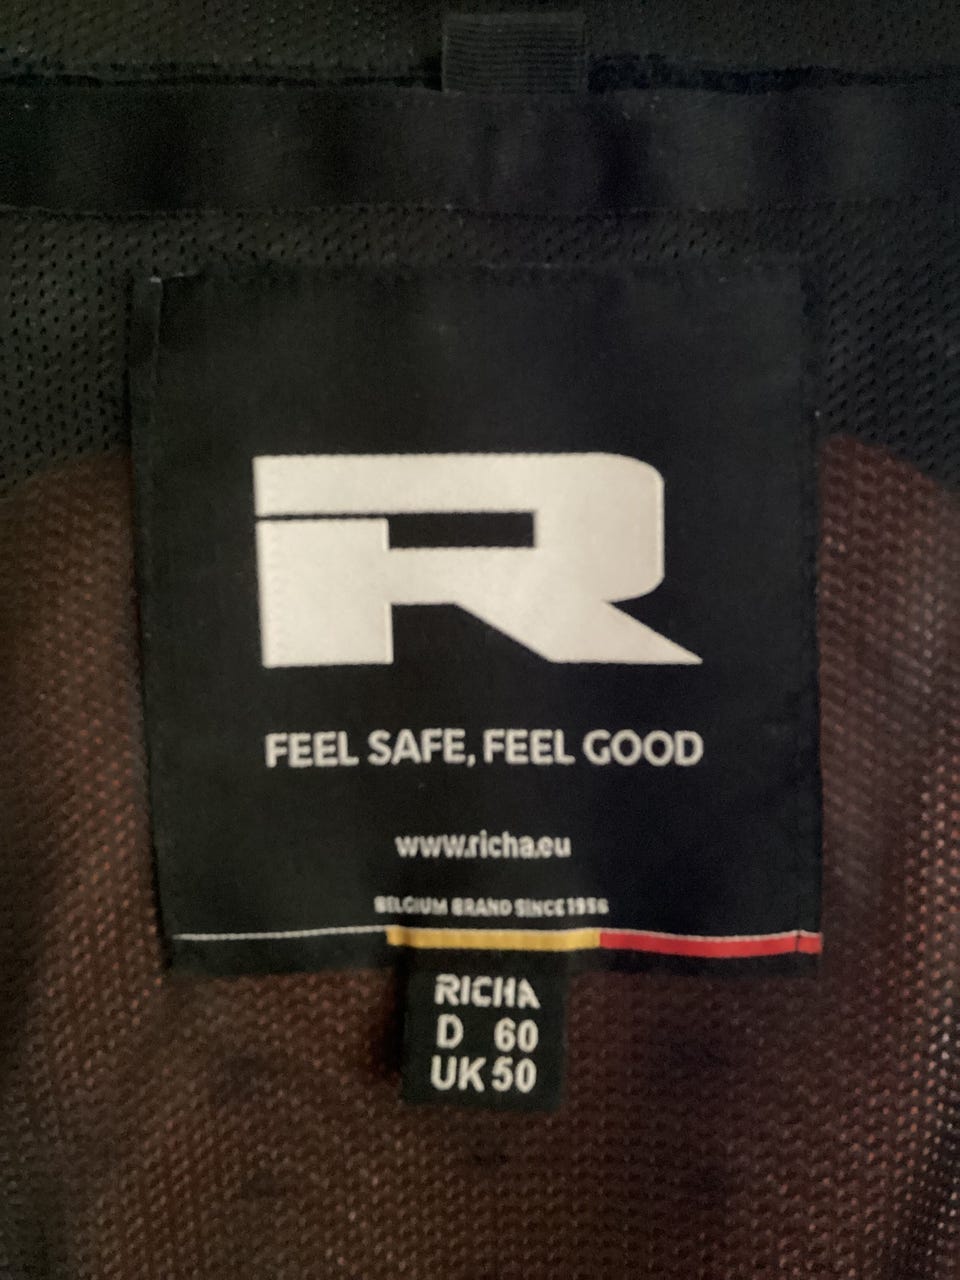 R
FEEL SAFE, FEEL GOOD
www.richa.eu
BELGIUM BRAND SINCE 1956
RICHA
D 60
UK 50